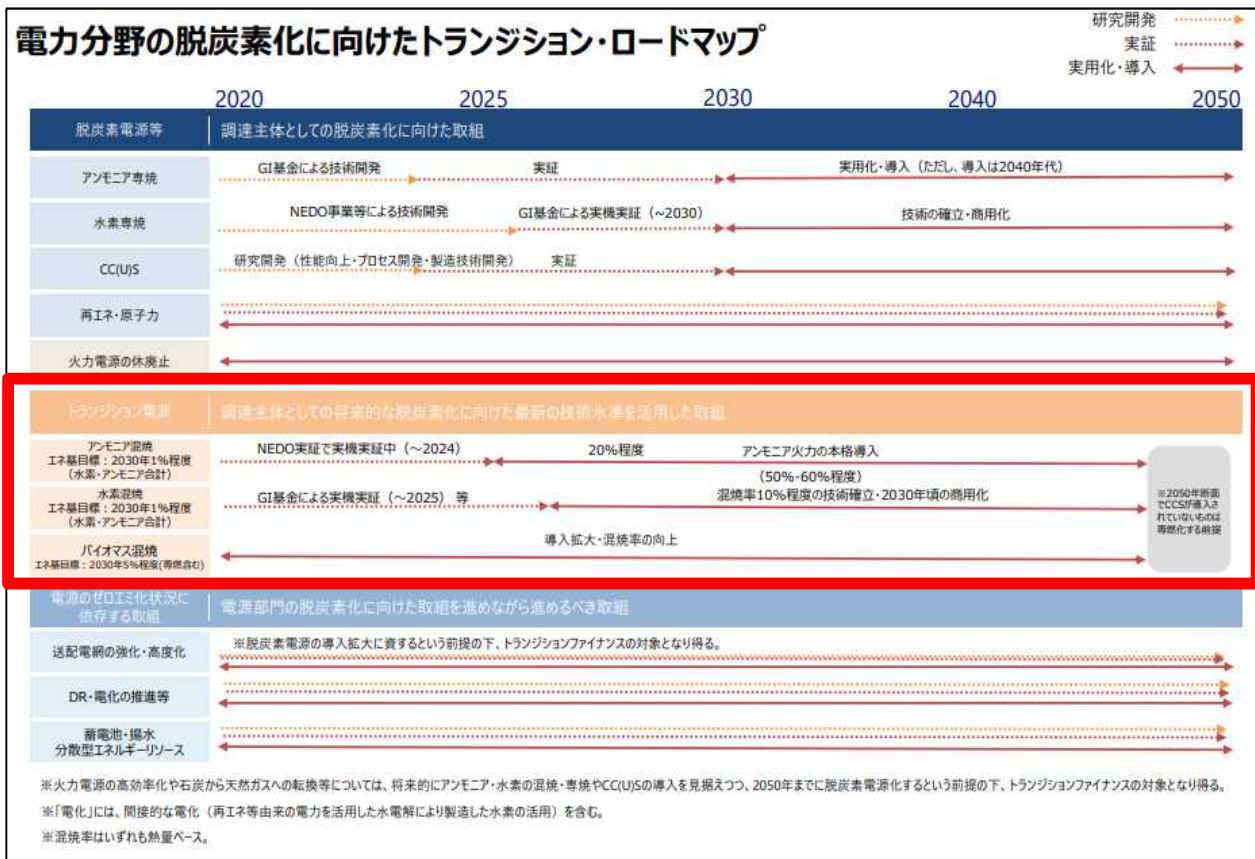 電力分野の脱炭素化に向けたトランジション・ロードマップ
研究開発
実証
実用化・導入
2020 2025 2030 2040 2050
脱炭素電源等 調達主体としての脱炭素化に向けた取組
アンモニア専焼 GI基金による技術開発 実証 実用化・導入（ただし、導入は2040年代）
水素専焼 NEDO事業等による技術開発 GI基金による実機実証（~2030） 技術の確立・商用化
CC(U)S 研究開発（性能向上・プロセス開発・製造技術開発） 実証
再エネ・原子力
火力電源の休廃止
トランジション電源 調達主体としての将来的な脱炭素化に向けた最新の技術水準を活用した取組
アンモニア混焼
エネ基目標：2030年1%程度
（水素・アンモニア合計）
NEDO実証で実機実証中（～2024） 20%程度 アンモニア火力の本格導入
（50%-60%程度）
水素混焼
エネ基目標：2030年1%程度
（水素・アンモニア合計）
GI基金による実機実証（～2025）等 混焼率10%程度の技術確立・2030年頃の商用化
バイオマス混焼
エネ基目標：2030年5%程度(専燃含む)
導入拡大・混焼率の向上
※2050年断面
でCCSが導入さ
れていないものは
専燃化する前提
電源のゼロエミ化状況に
依存する取組
電源部門の脱炭素化に向けた取組を進めながら進めるべき取組
送配電網の強化・高度化 ※脱炭素電源の導入拡大に資するという前提の下、トランジションファイナンスの対象となり得る。
DR・電化の推進等
蓄電池・揚水
分散型エネルギーリソース
※火力電源の高効率化や石炭から天然ガスへの転換等については、将来的にアンモニア・水素の混焼・専焼やCC(U)Sの導入を見据えつつ、2050年までに脱炭素電源化するという前提の下、トランジションファイナンスの対象となり得る。
※「電化」には、間接的な電化（再エネ等由来の電力を活用した水電解により製造した水素の活用）を含む。
※混焼率はいずれも熱量ベース。